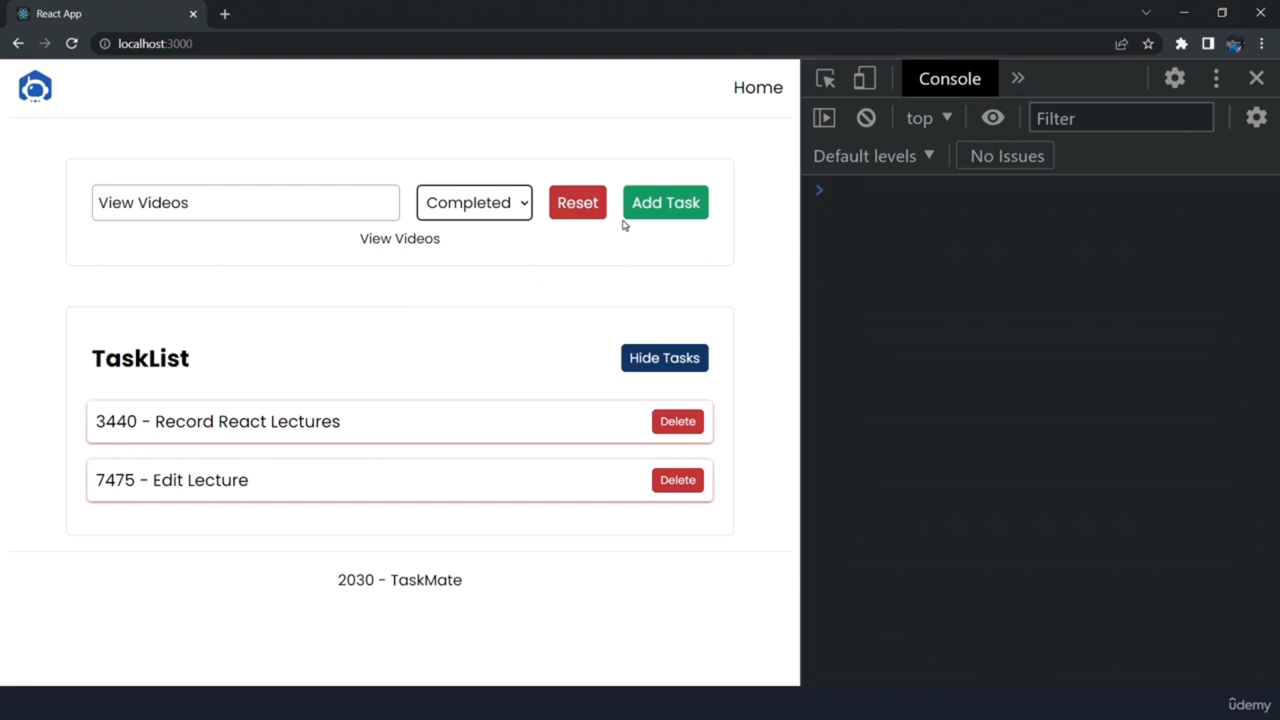 React App
localhost:3000
Home
View Videos
Completed
Reset
Add Task
View Videos
TaskList
Hide Tasks
3440 - Record React Lectures
Delete
7475 - Edit Lecture
Delete
2030 - TaskMate
Console
top
Filter
Default levels
No Issues
ûdemy